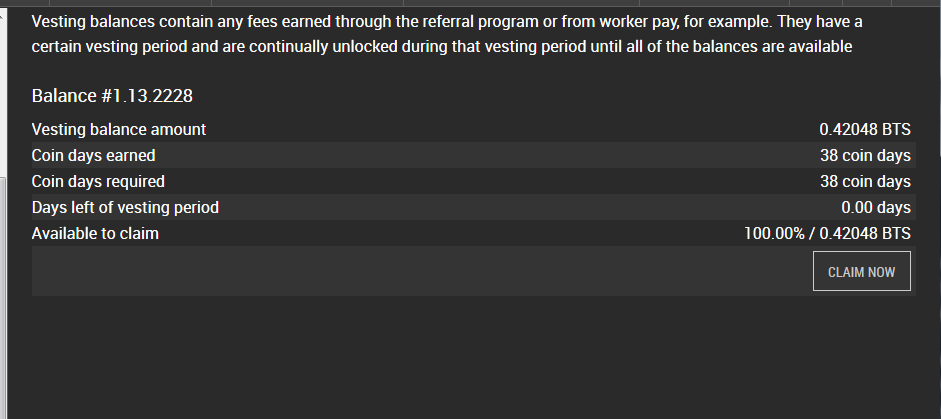 Vesting balances contain any fees earned through the referral program or from worker pay, for example. They have a
certain vesting period and are continually unlocked during that vesting period until all of the balances are available
Balance #1.13.2228
Vesting balance amount 0.42048 BTS
Coin days earned 38 coin days
Coin days required 38 coin days
Days left of vesting period 0.00 days
Available to claim 100.00% / 0.42048 BTS
CLAIM NOW